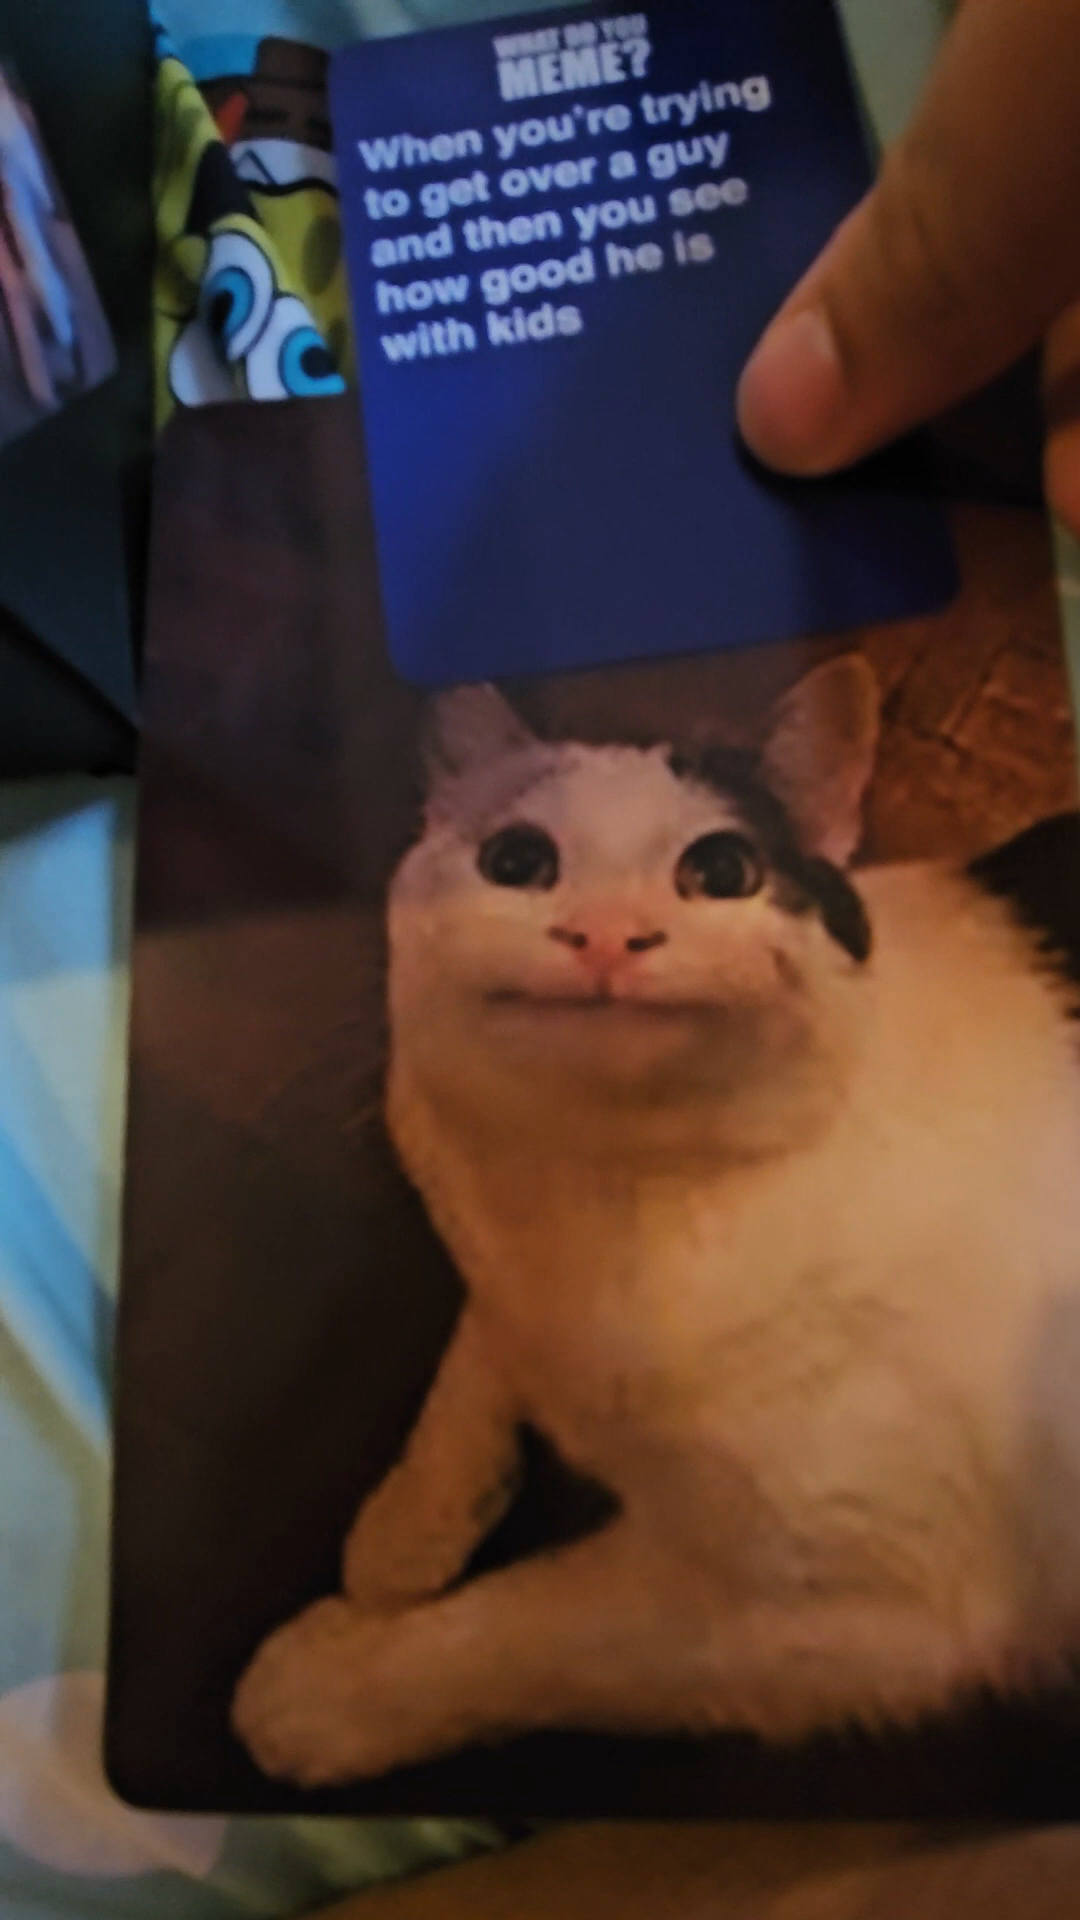 WHAT DO YOU
MEME?
When you're trying
to get over a guy
and then you see
how good he is
with kids